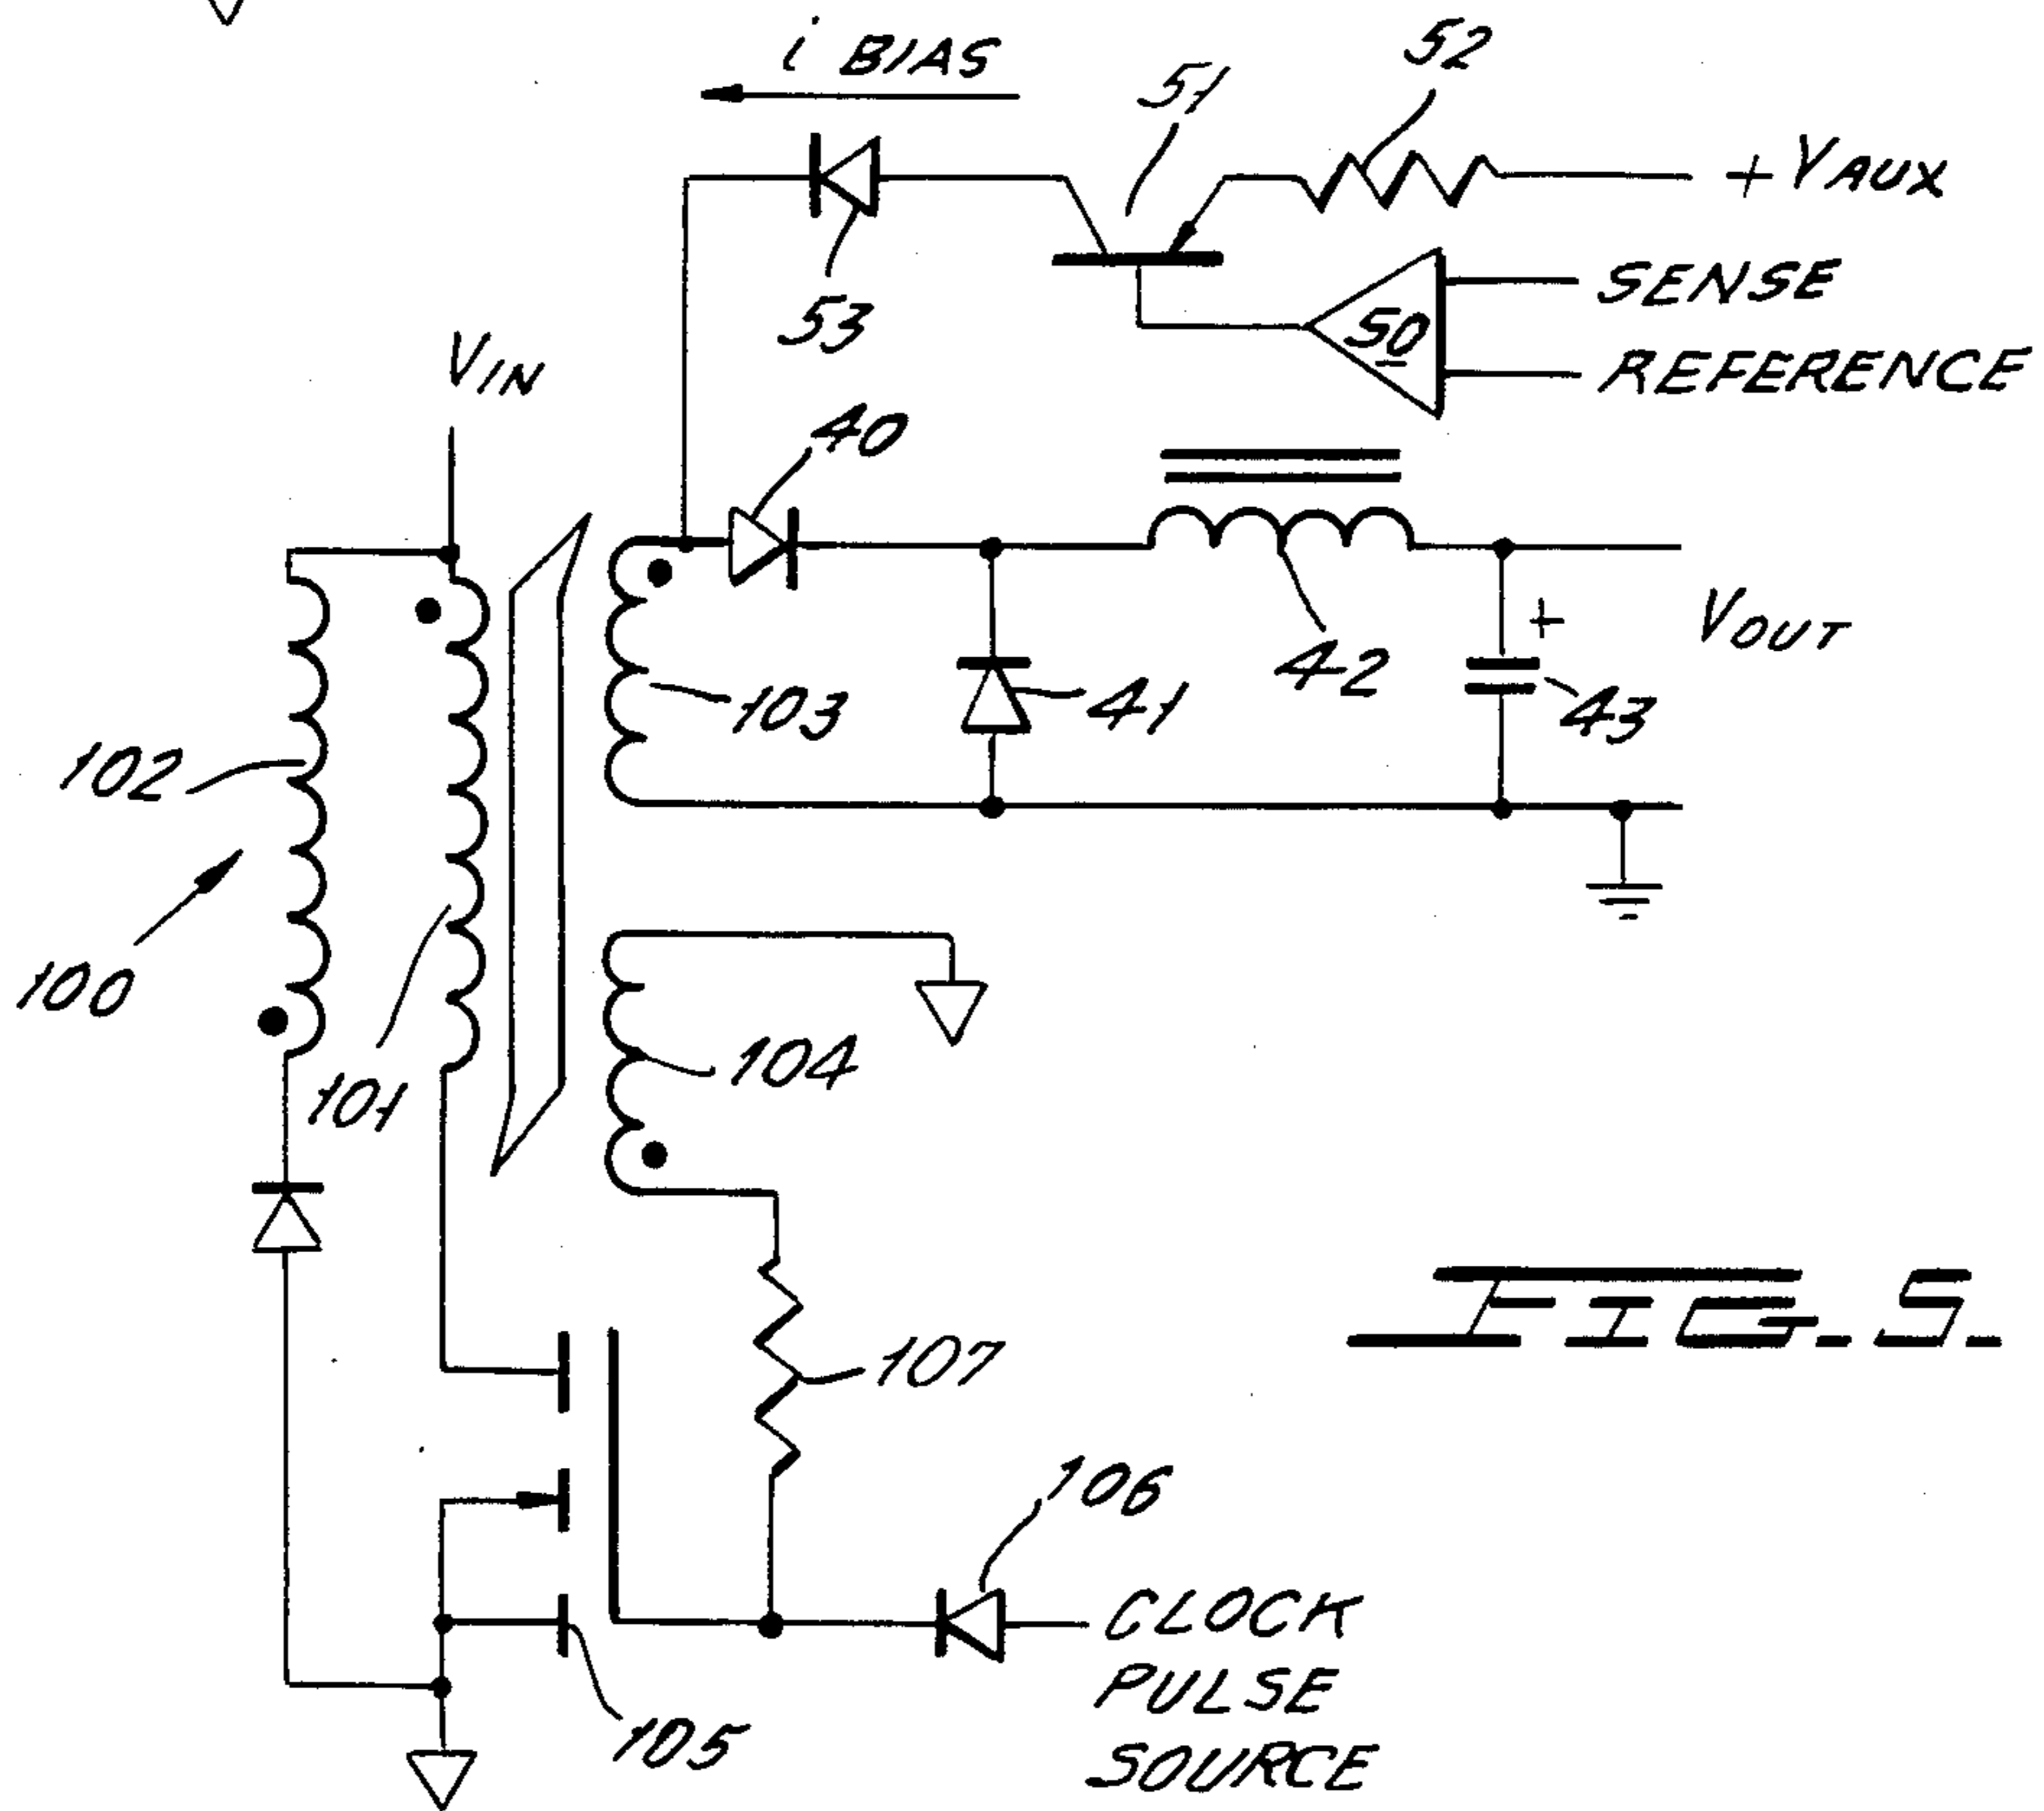 i BIAS
51
52
+ VAUX
53
50
SENSE
REFERENCE
VIN
40
103
41
42
43
VOUT
102
100
101
104
107
106
105
CLOCK
PULSE
SOURCE
FIG. 5.